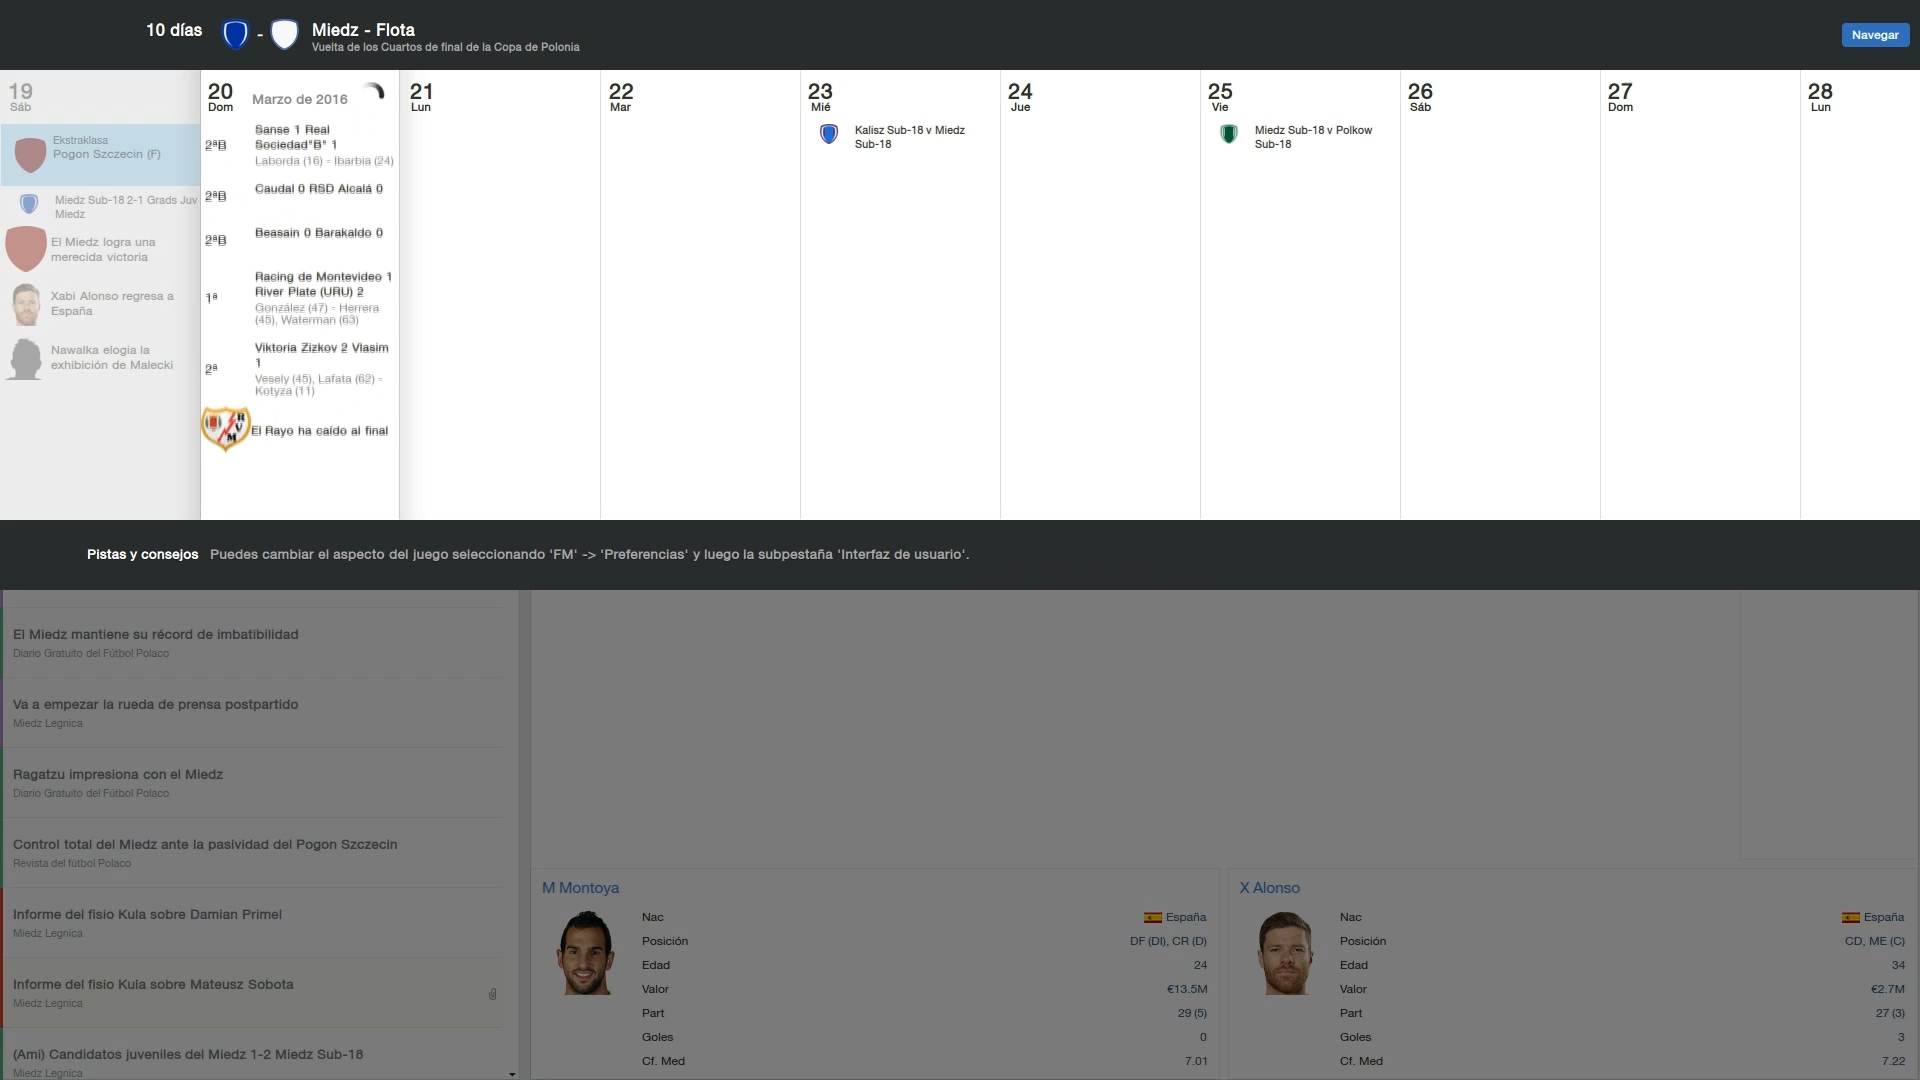 10 días
-
Miedz - Flota
Vuelta de los Cuartos de final de la Copa de Polonia
Navegar
19
Sáb
Ekstraklasa
Pogon Szczecin (F)
Miedz Sub-18 2-1 Grads Juv
Miedz
El Miedz logra una
merecida victoria
Xabi Alonso regresa a
España
Nawalka elogia la
exhibición de Malecki
20
Dom
Marzo de 2016
2ªB
Sanse 1 Real
Sociedad"B" 1
Laborda (16) - Ibarbia (24)
2ªB
Caudal 0 RSD Alcalá 0
2ªB
Beasain 0 Barakaldo 0
1ª
Racing de Montevideo 1
River Plate (URU) 2
González (47) - Herrera
(45), Waterman (63)
2ª
Viktoria Zizkov 2 Vlasim
1
Vesely (45), Lafata (62) -
Kotyza (11)
El Rayo ha caído al final
21
Lun
22
Mar
23
Mié
Kalisz Sub-18 v Miedz
Sub-18
24
Jue
25
Vie
Miedz Sub-18 v Polkow
Sub-18
26
Sáb
27
Dom
28
Lun
Pistas y consejos Puedes cambiar el aspecto del juego seleccionando 'FM' -> 'Preferencias' y luego la subpestaña 'Interfaz de usuario'.
El Miedz mantiene su récord de imbatibilidad
Diario Gratuito del Fútbol Polaco
Va a empezar la rueda de prensa postpartido
Miedz Legnica
Ragatzu impresiona con el Miedz
Diario Gratuito del Fútbol Polaco
Control total del Miedz ante la pasividad del Pogon Szczecin
Revista del fútbol Polaco
Informe del fisio Kula sobre Damian Primel
Miedz Legnica
Informe del fisio Kula sobre Mateusz Sobota
Miedz Legnica
(Ami) Candidatos juveniles del Miedz 1-2 Miedz Sub-18
Miedz Legnica
M Montoya
Nac España
Posición DF (DI), CR (D)
Edad 24
Valor €13.5M
Part 29 (5)
Goles 0
Cf. Med 7.01
X Alonso
Nac España
Posición CD, ME (C)
Edad 34
Valor €2.7M
Part 27 (3)
Goles 3
Cf. Med 7.22